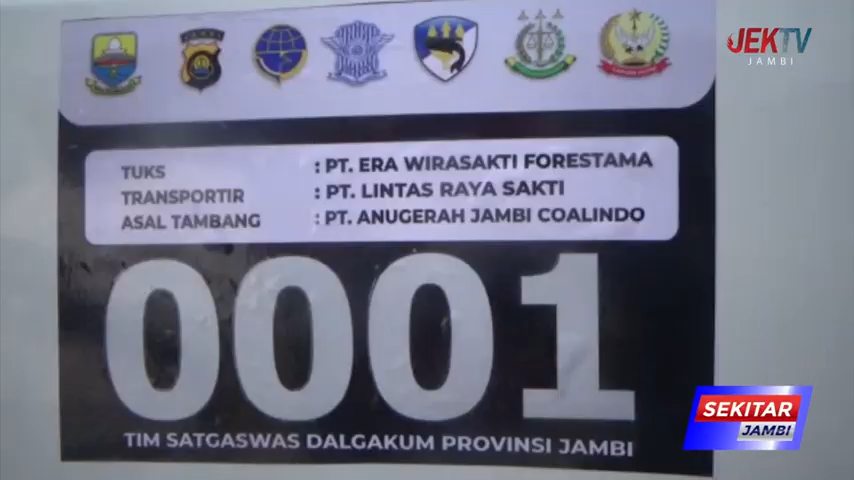 JEKTV
JAMBI
TUKS : PT. ERA WIRASAKTI FORESTAMA
TRANSPORTIR : PT. LINTAS RAYA SAKTI
ASAL TAMBANG : PT. ANUGERAH JAMBI COALINDO
0001
TIM SATGASWAS DALGAKUM PROVINSI JAMBI
SEKITAR
JAMBI